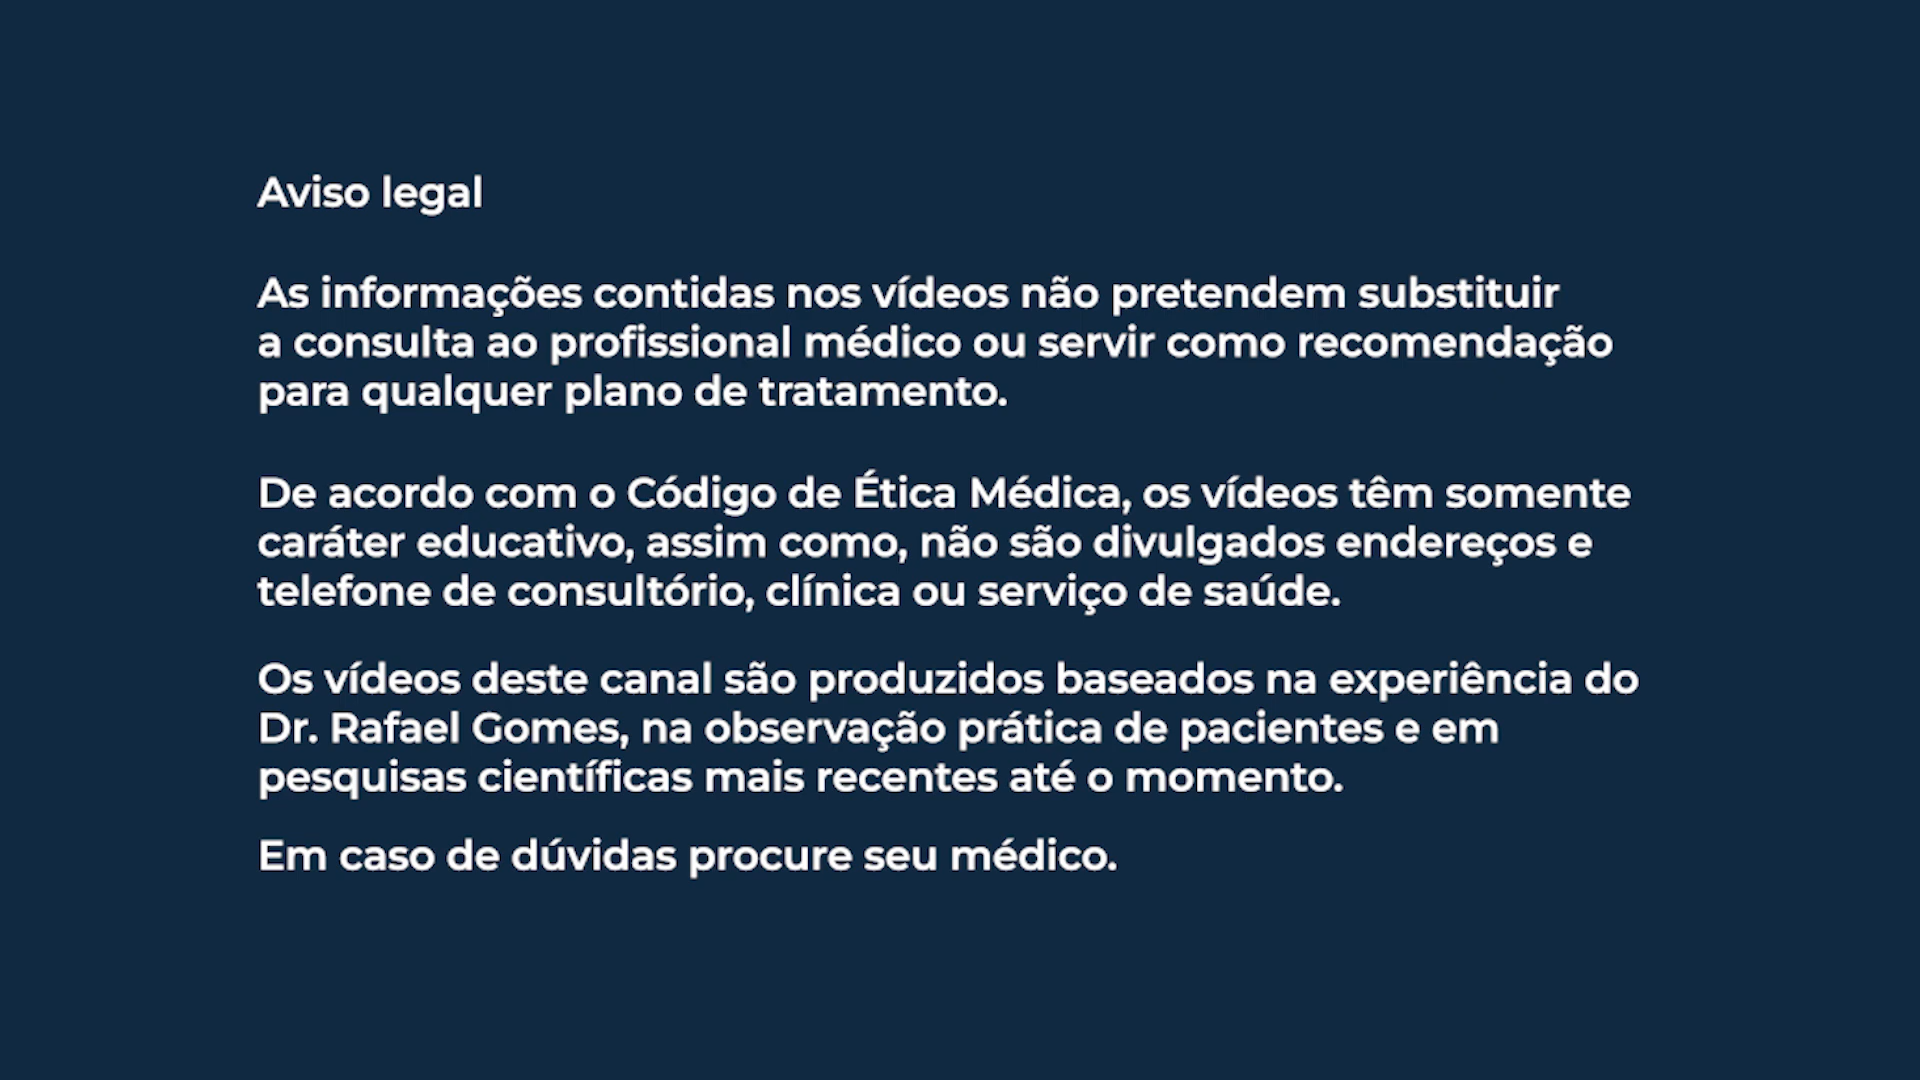 Aviso legal
As informações contidas nos vídeos não pretendem substituir
a consulta ao profissional médico ou servir como recomendação
para qualquer plano de tratamento.
De acordo com o Código de Ética Médica, os vídeos têm somente
caráter educativo, assim como, não são divulgados endereços e
telefone de consultório, clínica ou serviço de saúde.
Os vídeos deste canal são produzidos baseados na experiência do
Dr. Rafael Gomes, na observação prática de pacientes e em
pesquisas científicas mais recentes até o momento.
Em caso de dúvidas procure seu médico.